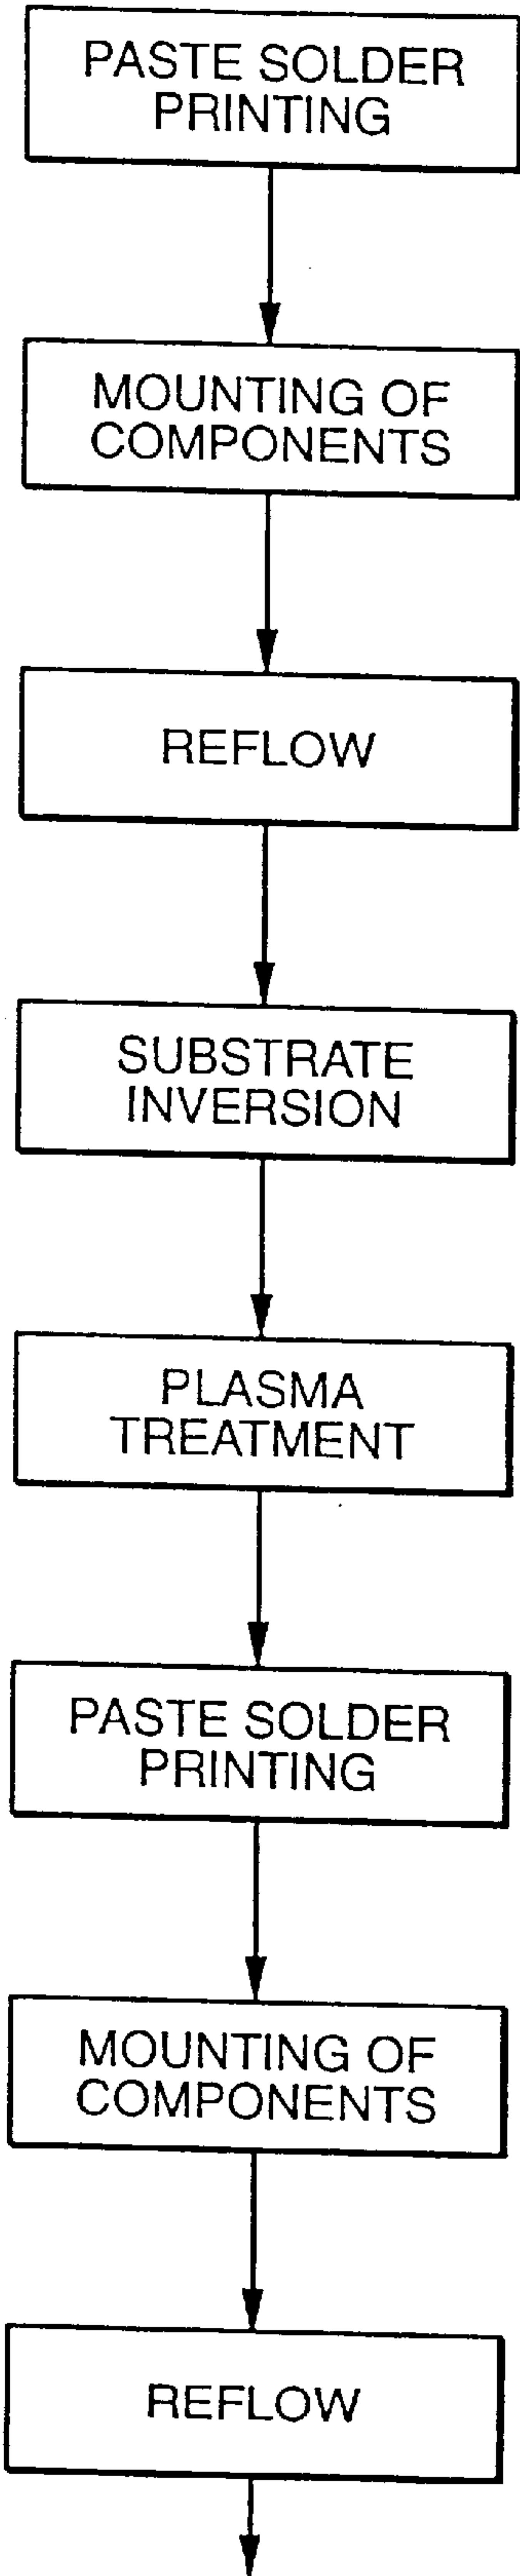 PASTE SOLDER
PRINTING
MOUNTING OF
COMPONENTS
REFLOW
SUBSTRATE
INVERSION
PLASMA
TREATMENT
PASTE SOLDER
PRINTING
MOUNTING OF
COMPONENTS
REFLOW